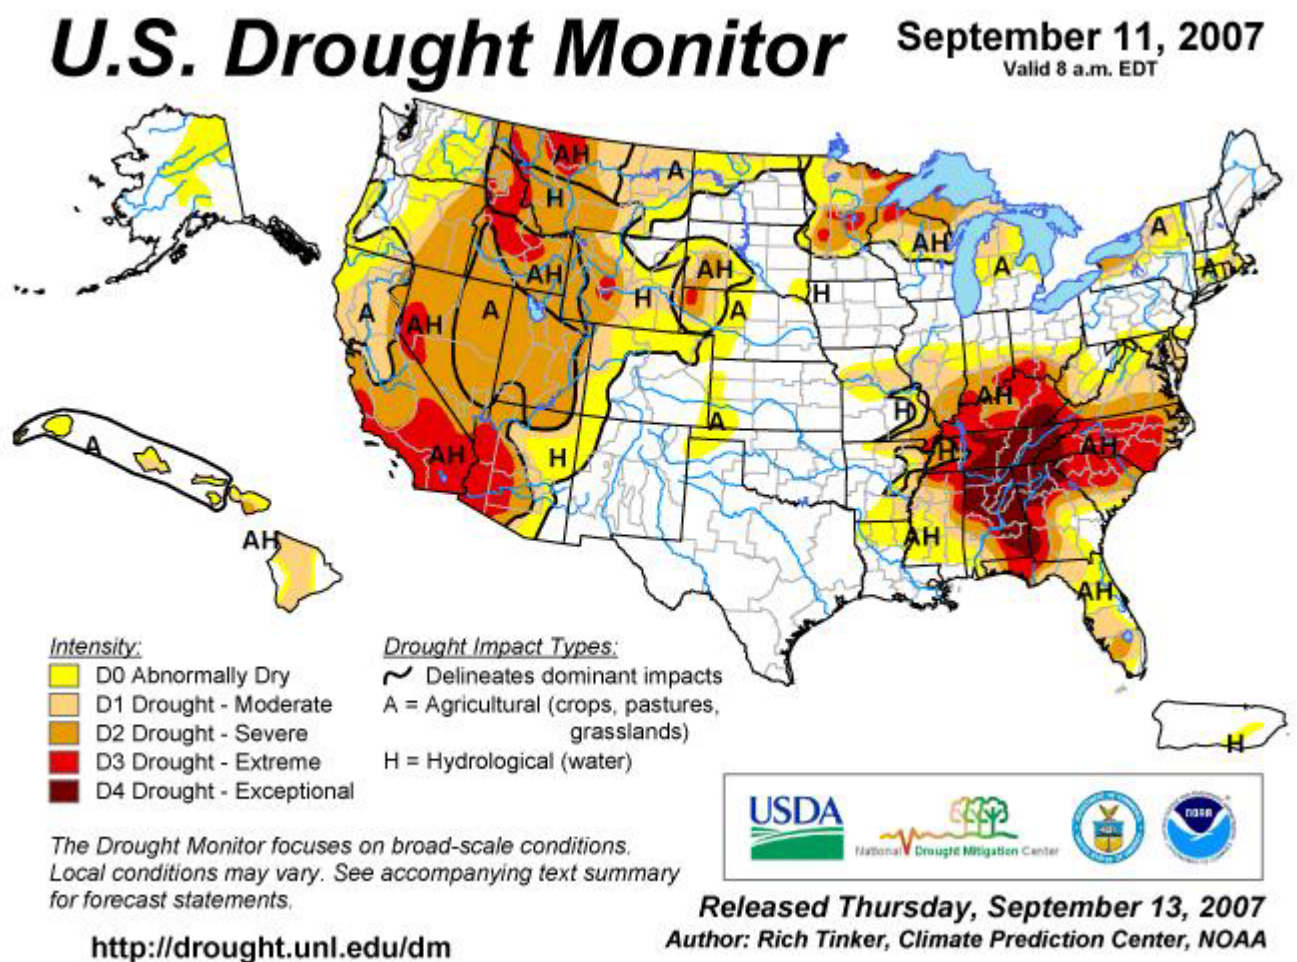 U.S. Drought Monitor
September 11, 2007
Valid 8 a.m. EDT
AH
A
H
A
AH
AH
A
A
AH
A
H
AH
A
H
AH
A
A
AH
H
AH
H
AH
A
H
AH
AH
A
AH
H
Intensity:
D0 Abnormally Dry
D1 Drought - Moderate
D2 Drought - Severe
D3 Drought - Extreme
D4 Drought - Exceptional
Drought Impact Types:
Delineates dominant impacts
A = Agricultural (crops, pastures,
grasslands)
H = Hydrological (water)
The Drought Monitor focuses on broad-scale conditions.
Local conditions may vary. See accompanying text summary
for forecast statements.
http://drought.unl.edu/dm
USDA
National Drought Mitigation Center
NOAA
Released Thursday, September 13, 2007
Author: Rich Tinker, Climate Prediction Center, NOAA